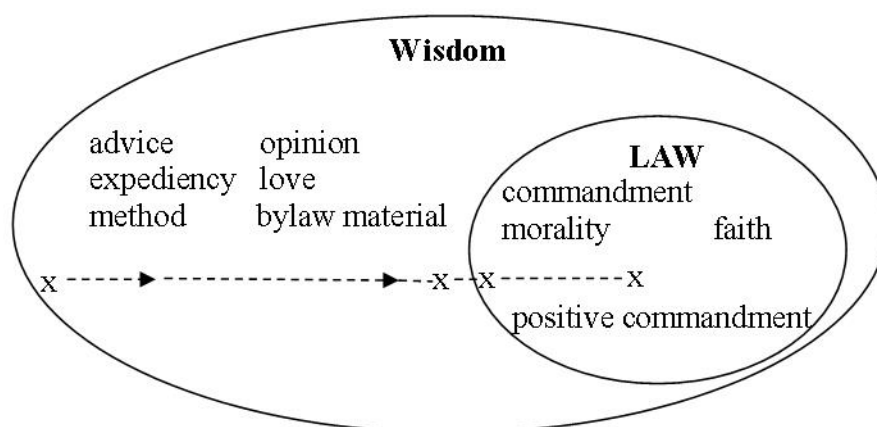 Wisdom
advice opinion
expediency love
method bylaw material
LAW
commandment
morality faith
x x x x
positive commandment